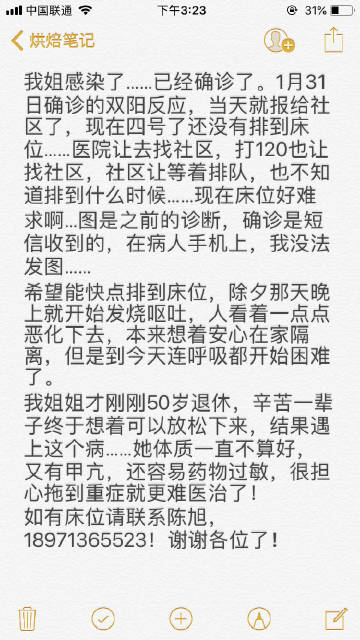 中国联通 下午3:23 31%
烘焙笔记
我姐感染了......已经确诊了。1月31
日确诊的双阳反应，当天就报给社
区了，现在四号了还没有排到床
位......医院让去找社区，打120也让
找社区，社区让等着排队，也不知
道排到什么时候......现在床位好难
求啊...图是之前的诊断，确诊是短
信收到的，在病人手机上，我没法
发图......
希望能快点排到床位，除夕那天晚
上就开始发烧呕吐，人看着一点点
恶化下去，本来想着安心在家隔
离，但是到今天连呼吸都开始困难
了。
我姐姐才刚刚50岁退休，辛苦一辈
子终于想着可以放松下来，结果遇
上这个病......她体质一直不算好，
又有甲亢，还容易药物过敏，很担
心拖到重症就更难医治了！
如有床位请联系陈旭，
18971365523！谢谢各位了！